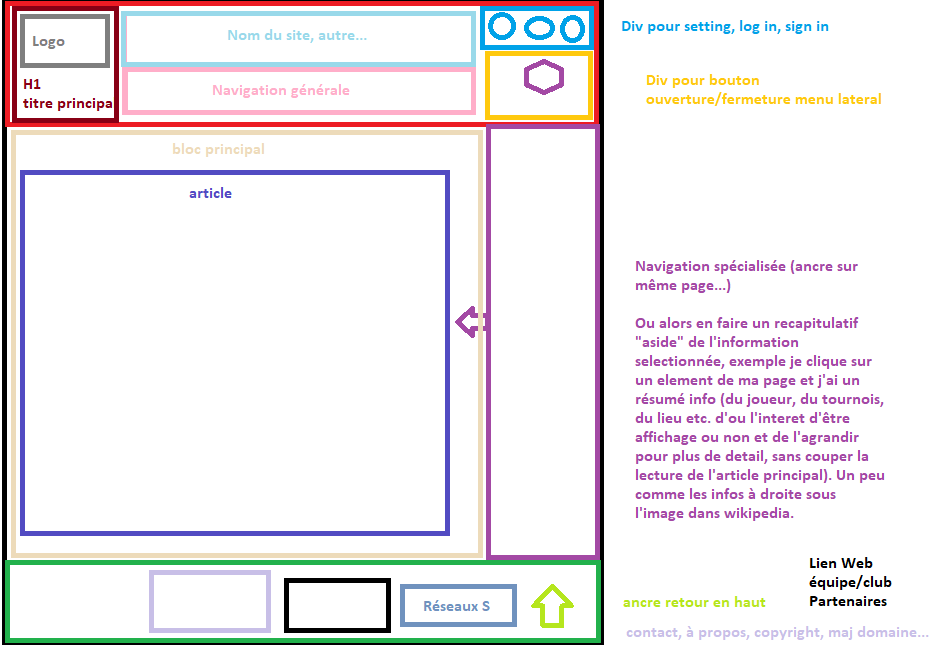 Logo
Nom du site, autre...
Div pour setting, log in, sign in
H1
titre principa
Navigation générale
Div pour bouton
ouverture/fermeture menu lateral
bloc principal
article
Navigation spécialisée (ancre sur
même page...)
Ou alors en faire un recapitulatif
"aside" de l'information
selectionnée, exemple je clique sur
un element de ma page et j'ai un
résumé info (du joueur, du tournois,
du lieu etc. d'ou l'interet d'être
affichage ou non et de l'agrandir
pour plus de detail, sans couper la
lecture de l'article principal). Un peu
comme les infos à droite sous
l'image dans wikipedia.
Réseaux S
Lien Web
équipe/club
Partenaires
ancre retour en haut
contact, à propos, copyright, maj domaine...